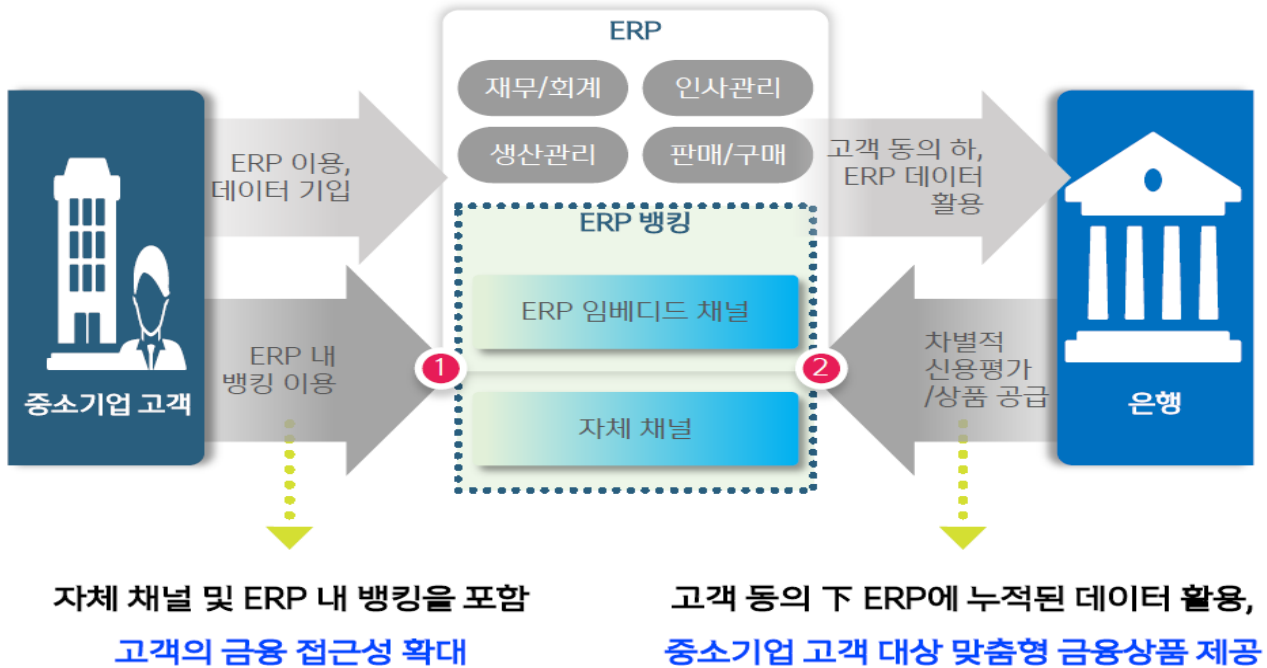 ERP
재무/회계
인사관리
생산관리
판매/구매
ERP 이용,
데이터 기입
고객 동의 하,
ERP 데이터
활용
ERP 뱅킹
ERP 임베디드 채널
자체 채널
ERP 내
뱅킹 이용
1
2
차별적
신용평가
/상품 공급
중소기업 고객
은행
자체 채널 및 ERP 내 뱅킹을 포함
고객의 금융 접근성 확대
고객 동의 下 ERP에 누적된 데이터 활용,
중소기업 고객 대상 맞춤형 금융상품 제공